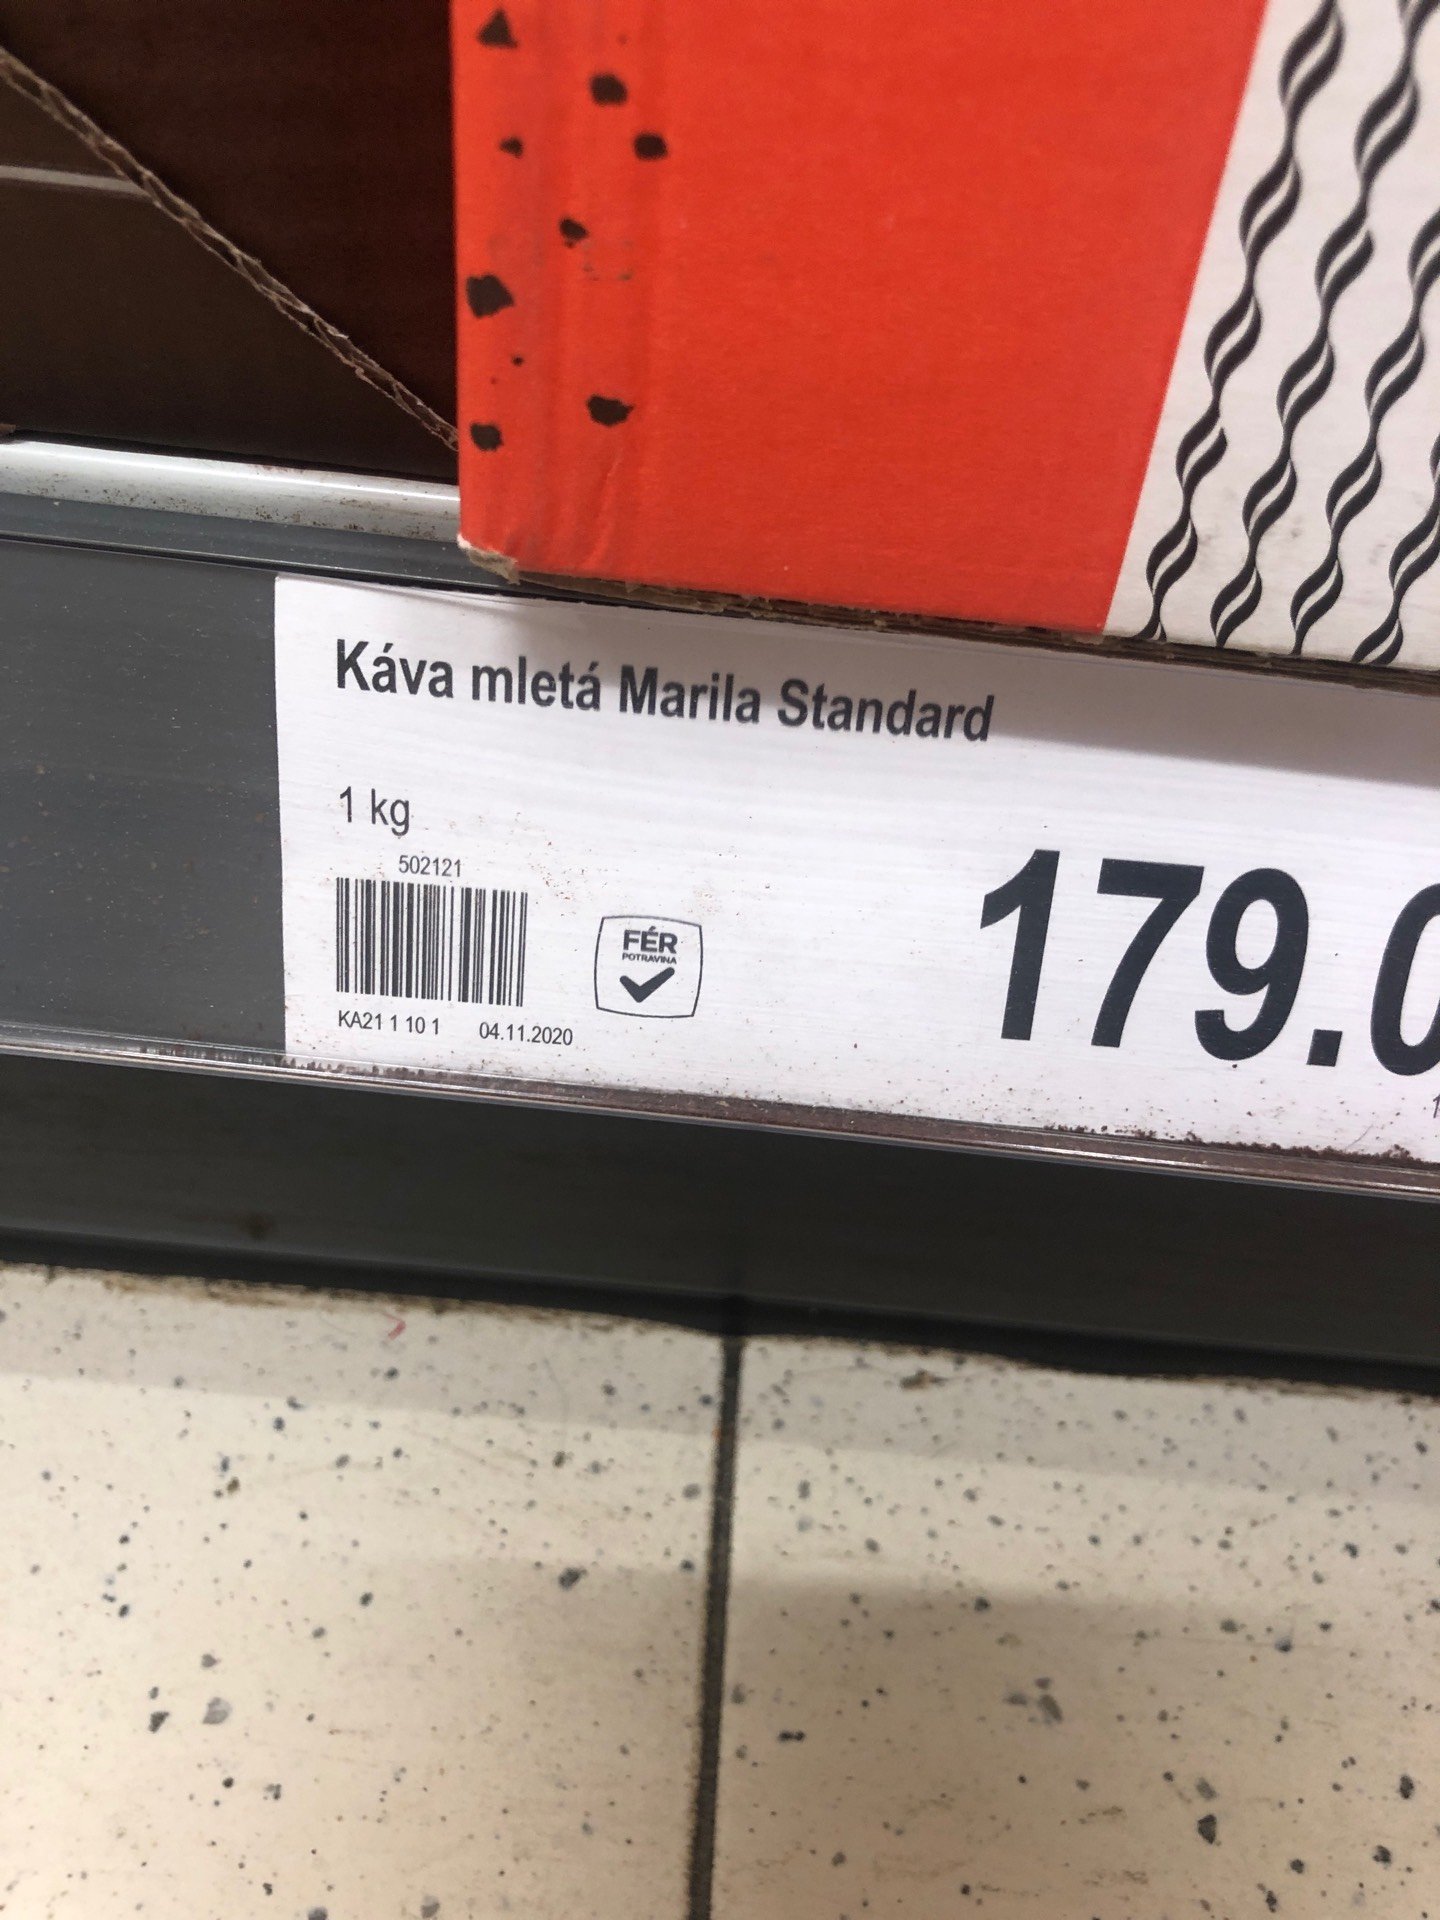 Káva mletá Marila Standard
1 kg
502121
FÉR
POTRAVINA
179.0
KA21 1 10 1 04.11.2020